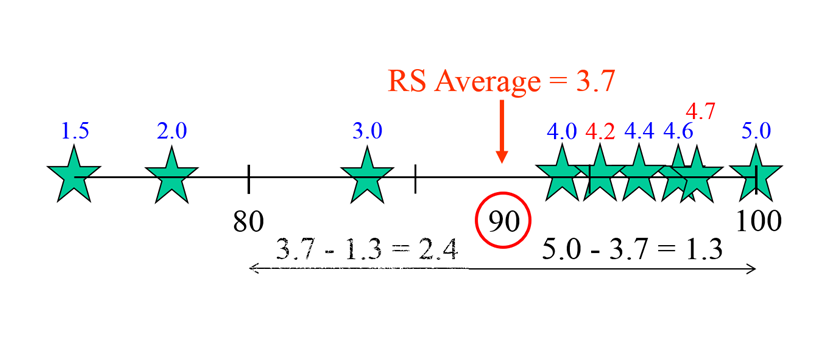 RS Average = 3.7
4.7
1.5 2.0 3.0 4.0 4.2 4.4 4.6 5.0
80 90 100
3.7 - 1.3 = 2.4 5.0 - 3.7 = 1.3